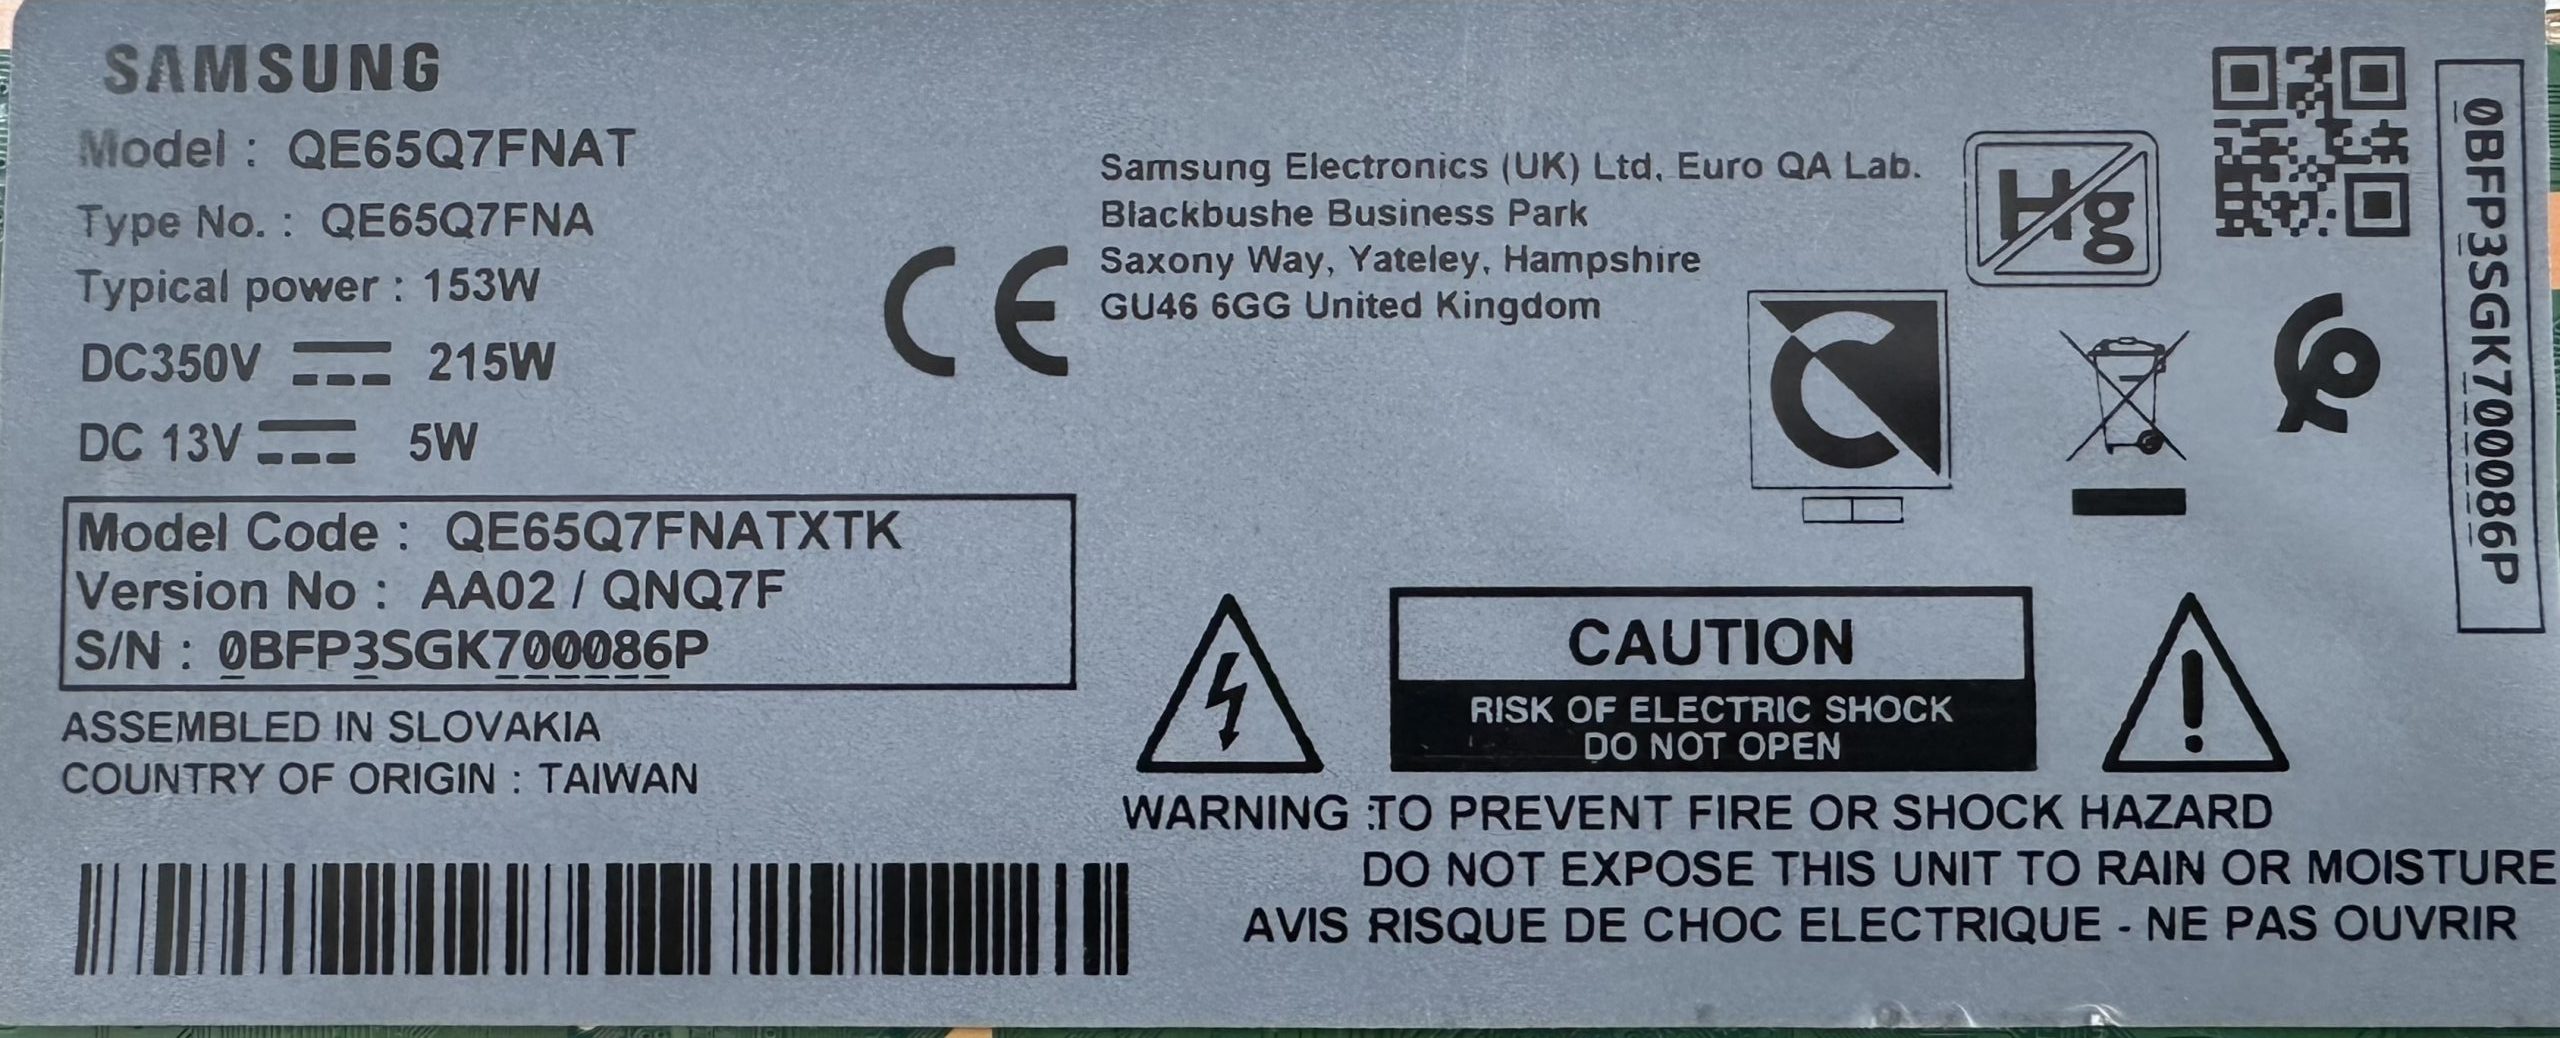 SAMSUNG
Model : QE65Q7FNAT
Type No. : QE65Q7FNA
Typical power : 153W
DC350V 215W
DC 13V 5W
Model Code : QE65Q7FNATXTK
Version No : AA02 / QNQ7F
S/N : 0BFP3SGK700086P
ASSEMBLED IN SLOVAKIA
COUNTRY OF ORIGIN : TAIWAN
CE
Samsung Electronics (UK) Ltd, Euro QA Lab.
Blackbushe Business Park
Saxony Way, Yateley, Hampshire
GU46 6GG United Kingdom
Hg
0BFP3SGK700086P
CAUTION
RISK OF ELECTRIC SHOCK
DO NOT OPEN
WARNING :TO PREVENT FIRE OR SHOCK HAZARD
DO NOT EXPOSE THIS UNIT TO RAIN OR MOISTURE
AVIS RISQUE DE CHOC ELECTRIQUE - NE PAS OUVRIR